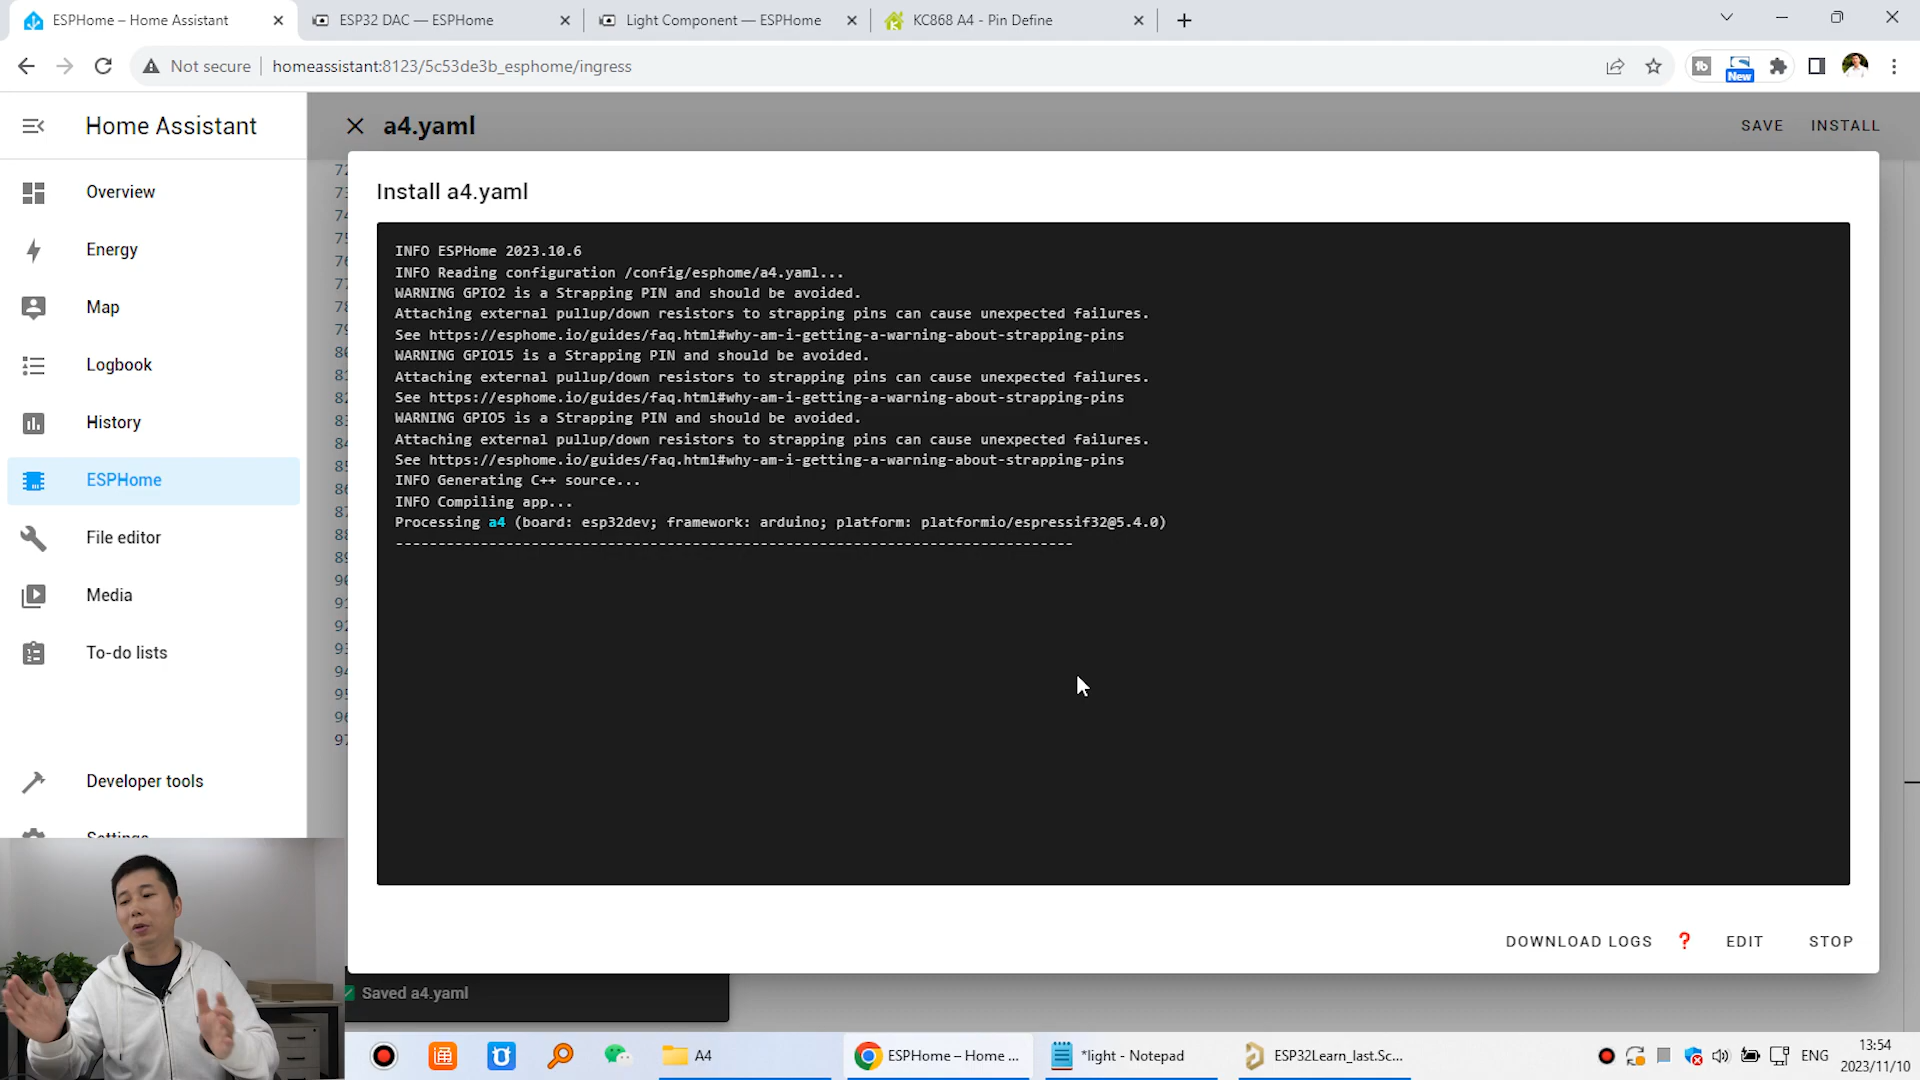 ESPHome – Home Assistant
ESP32 DAC — ESPHome
Light Component — ESPHome
KC868 A4 - Pin Define
Not secure
homeassistant:8123/5c53de3b_esphome/ingress
New
Home Assistant
a4.yaml
SAVE
INSTALL
Overview
Energy
Map
Logbook
History
ESPHome
File editor
Media
To-do lists
Developer tools
Settings
Install a4.yaml
INFO ESPHome 2023.10.6
INFO Reading configuration /config/esphome/a4.yaml...
WARNING GPIO2 is a Strapping PIN and should be avoided.
Attaching external pullup/down resistors to strapping pins can cause unexpected failures.
See https://esphome.io/guides/faq.html#why-am-i-getting-a-warning-about-strapping-pins
WARNING GPIO15 is a Strapping PIN and should be avoided.
Attaching external pullup/down resistors to strapping pins can cause unexpected failures.
See https://esphome.io/guides/faq.html#why-am-i-getting-a-warning-about-strapping-pins
WARNING GPIO5 is a Strapping PIN and should be avoided.
Attaching external pullup/down resistors to strapping pins can cause unexpected failures.
See https://esphome.io/guides/faq.html#why-am-i-getting-a-warning-about-strapping-pins
INFO Generating C++ source...
INFO Compiling app...
Processing a4 (board: esp32dev; framework: arduino; platform: platformio/espressif32@5.4.0)
--------------------------------------------------------------------------------
DOWNLOAD LOGS
?
EDIT
STOP
Saved a4.yaml
A4
ESPHome – Home ...
*light - Notepad
ESP32Learn_last.Sc...
ENG
13:54
2023/11/10